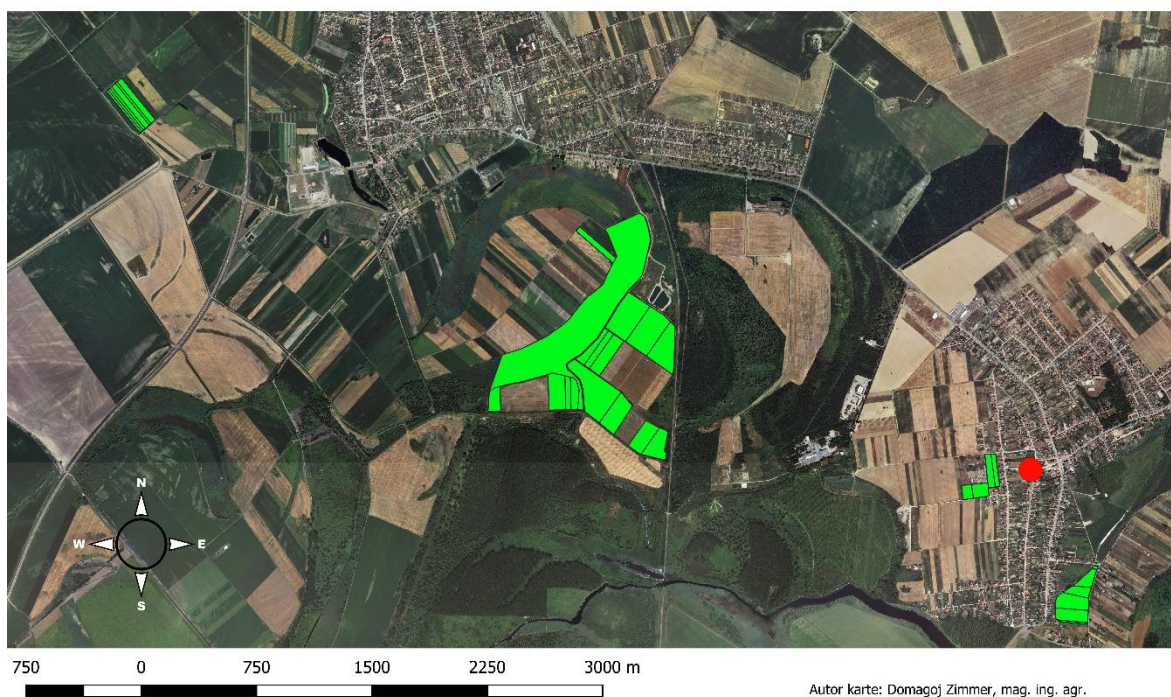 N
W E
S
750 0 750 1500 2250 3000 m
Autor karte: Domagoj Zimmer, mag. ing. agr.